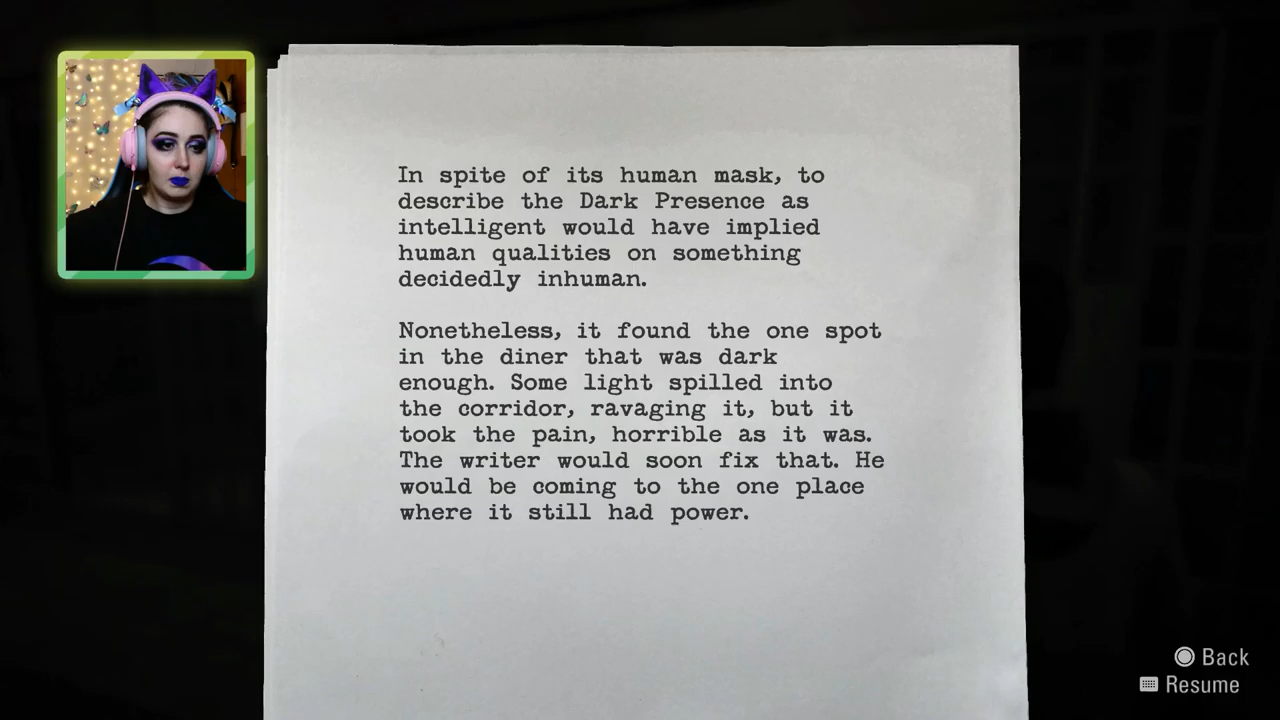 In spite of its human mask, to
describe the Dark Presence as
intelligent would have implied
human qualities on something
decidedly inhuman.
Nonetheless, it found the one spot
in the diner that was dark
enough. Some light spilled into
the corridor, ravaging it, but it
took the pain, horrible as it was.
The writer would soon fix that. He
would be coming to the one place
where it still had power.
Back
Resume